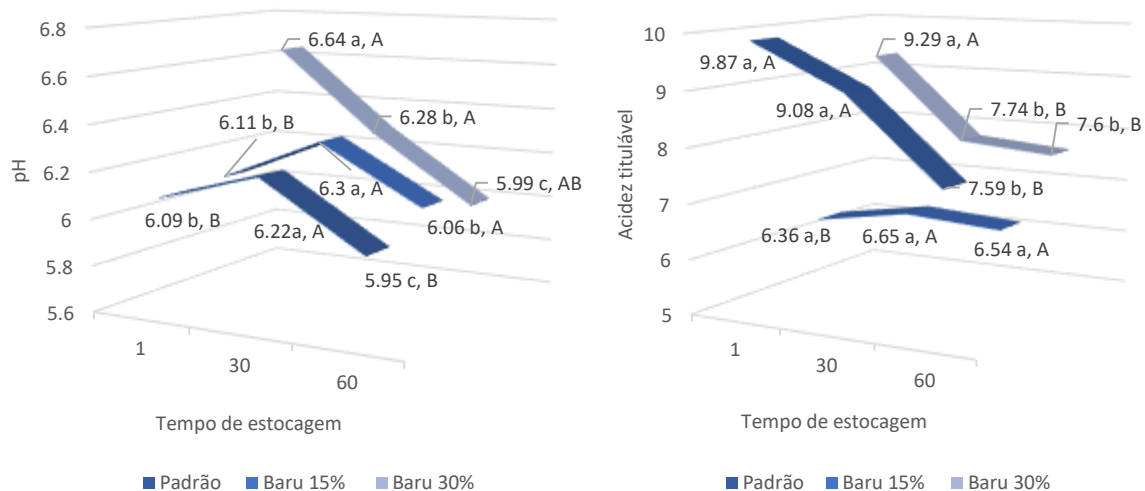 6.8
6.6
6.4
6.2
6
5.8
5.6
pH
6.64 a, A
6.11 b, B
6.28 b, A
6.3 a, A
5.99 c, AB
6.09 b, B
6.22a, A
6.06 b, A
5.95 c, B
1
30
60
Tempo de estocagem
Padrão Baru 15% Baru 30%
10
9
8
7
6
5
Acidez titulável
9.87 a, A
9.29 a, A
9.08 a, A
7.74 b, B
7.6 b, B
7.59 b, B
6.36 a,B
6.65 a, A
6.54 a, A
1
30
60
Tempo de estocagem
Padrão Baru 15% Baru 30%